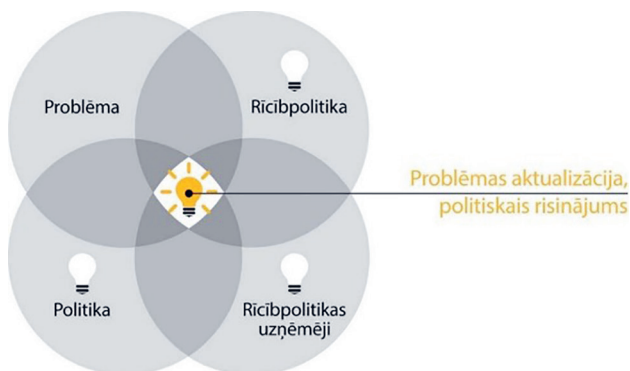 Problēma
Rīcībpolitika
Problēmas aktualizācija,
politiskais risinājums
Politika
Rīcībpolitikas
uzņēmēji